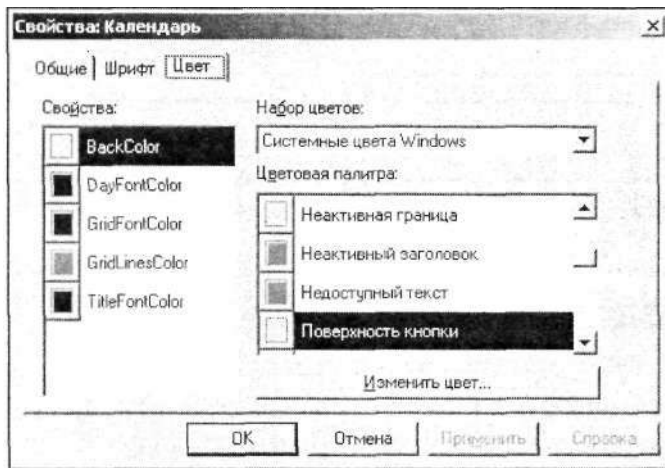 Свойства: Календарь
Общие Шрифт Цвет
Свойства:
BackColor
DayFontColor
GridFontColor
GridLinesColor
TitleFontColor
Набор цветов:
Системные цвета Windows
Цветовая палитра:
Неактивная граница
Неактивный заголовок
Недоступный текст
Поверхность кнопки
Изменить цвет...
OK Отмена Применить Справка